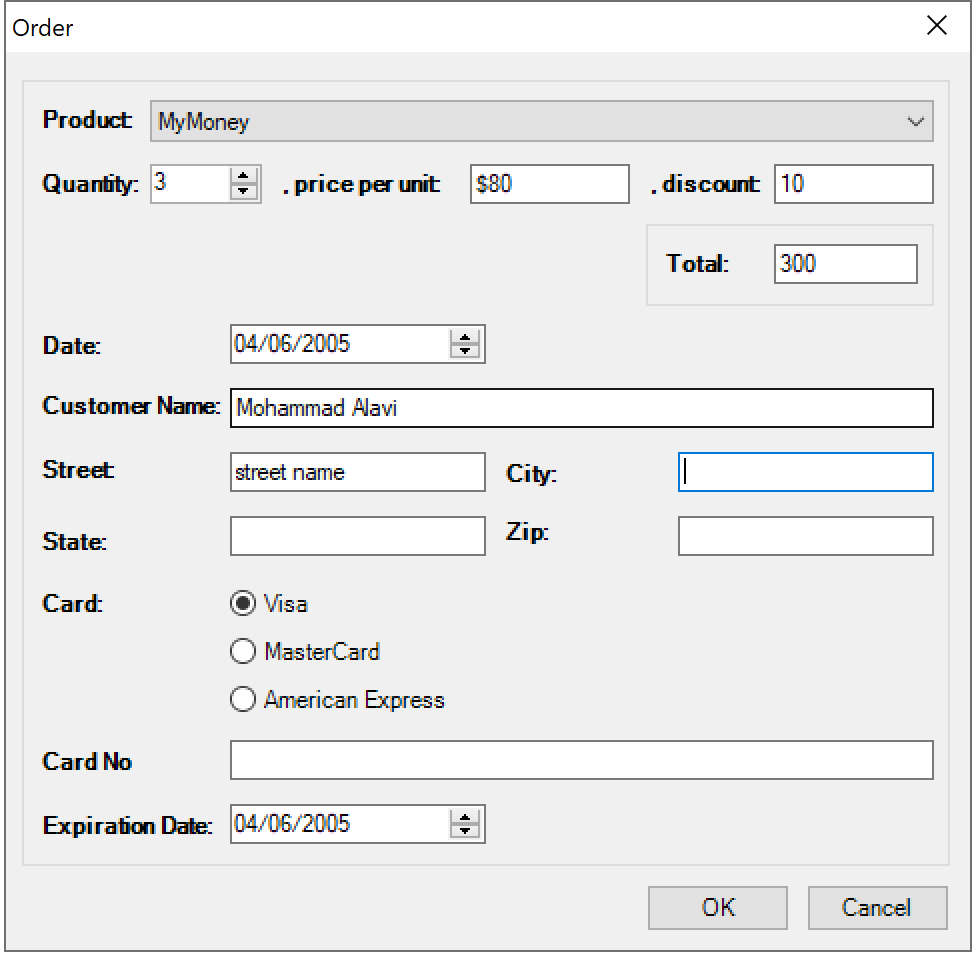 Order
Product: MyMoney
Quantity: 3 . price per unit: $80 . discount: 10
Total: 300
Date: 04/06/2005
Customer Name: Mohammad Alavi
Street: street name City:
State: Zip:
Card: Visa
MasterCard
American Express
Card No
Expiration Date: 04/06/2005
OK Cancel